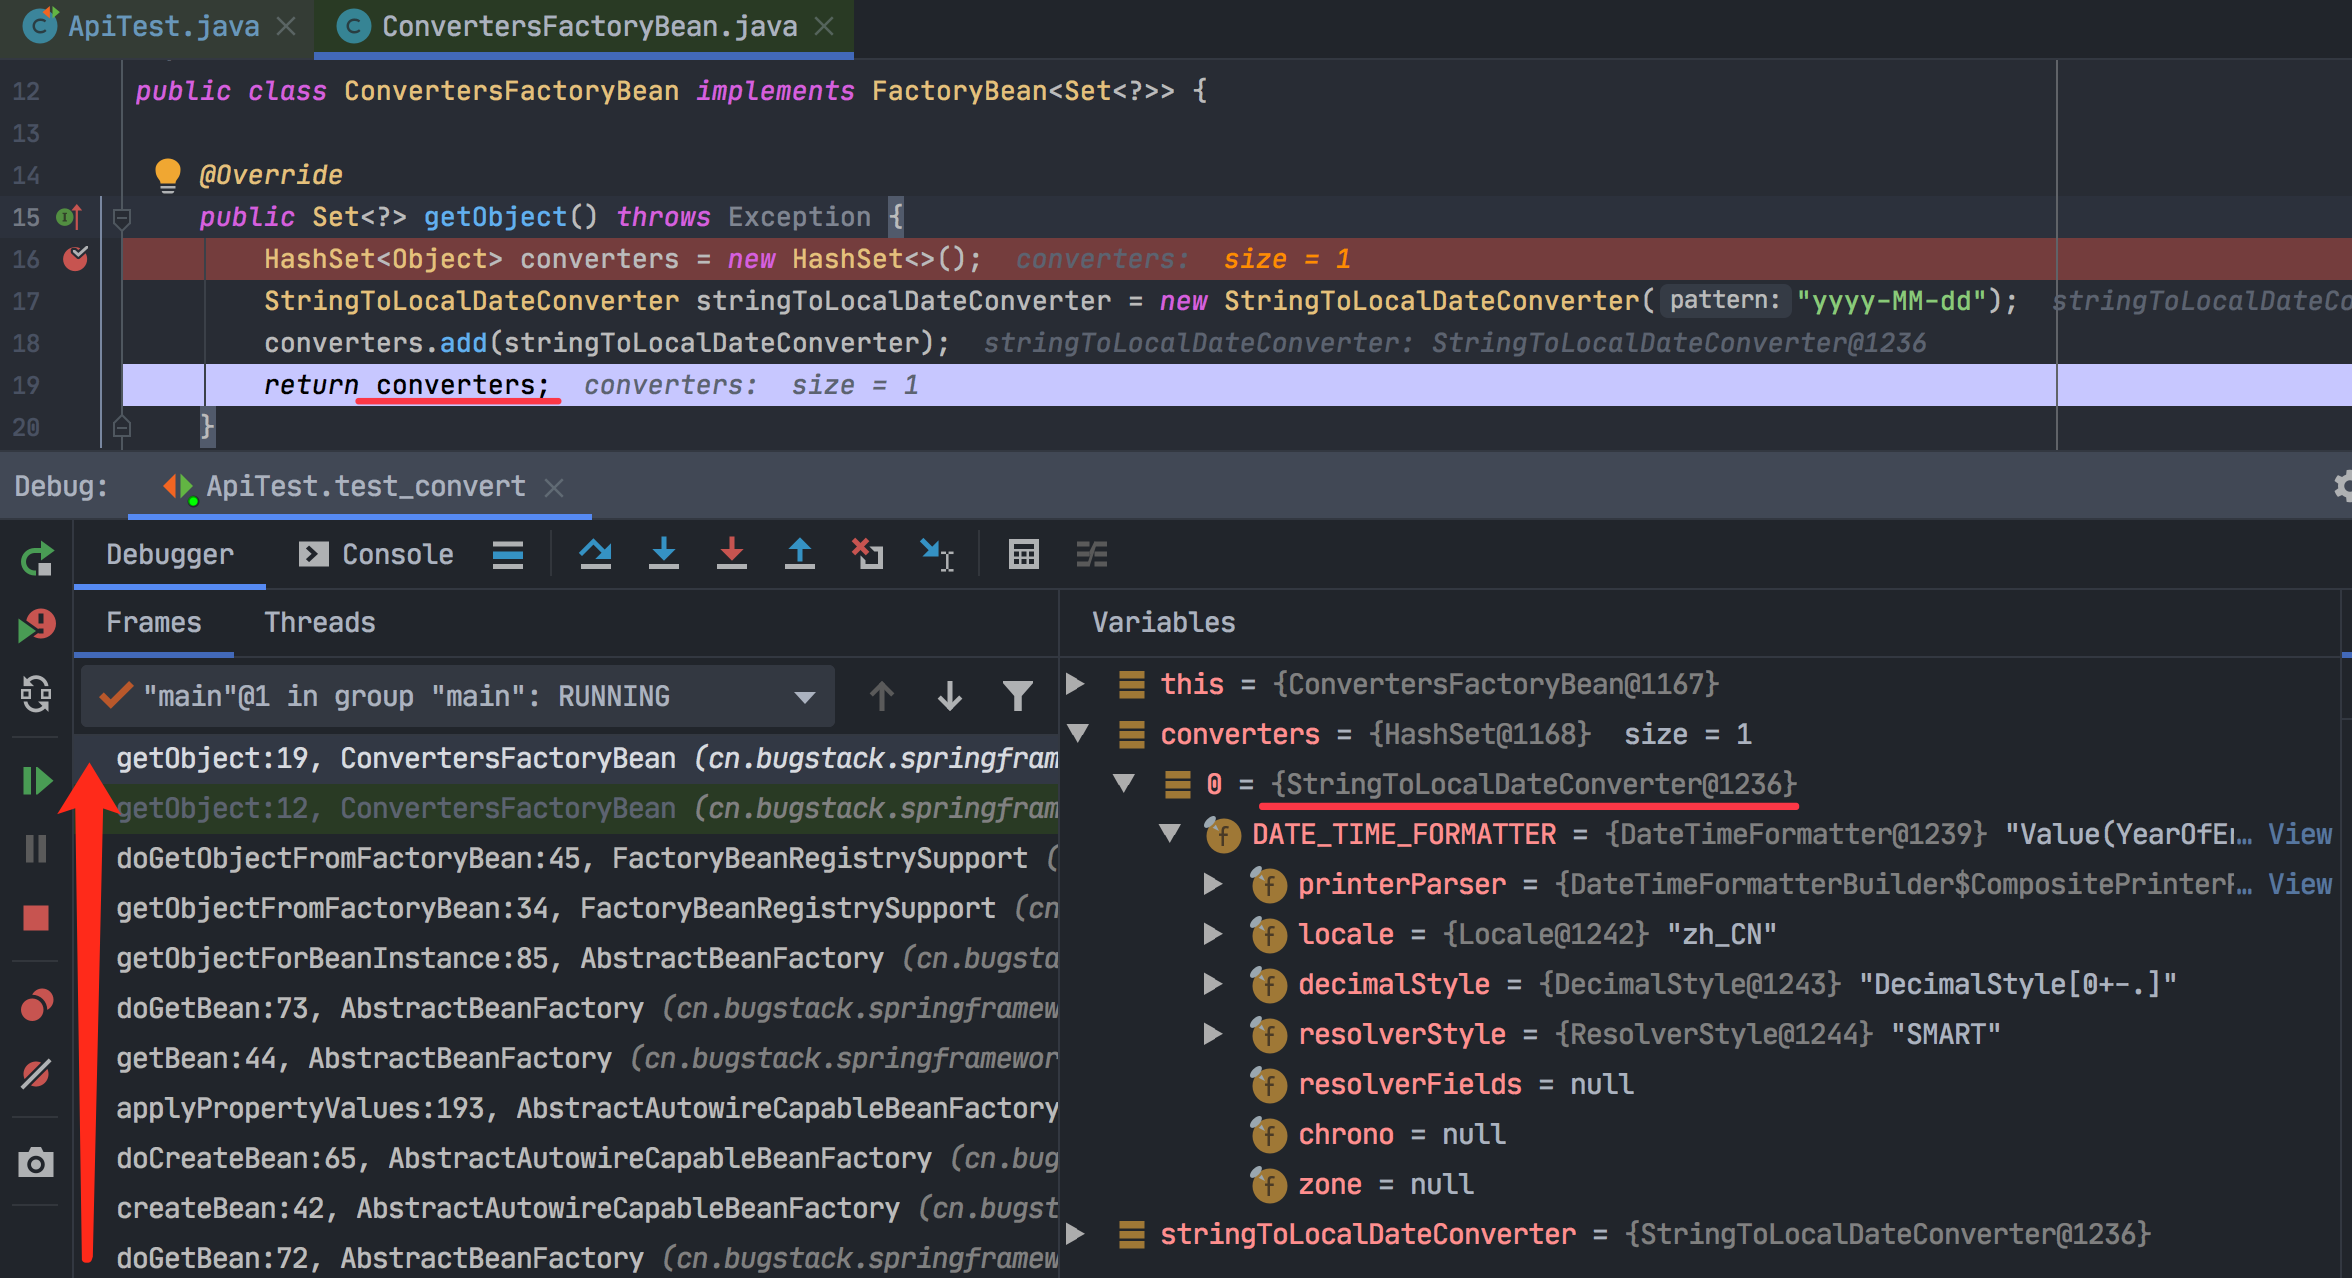 ApiTest.java
ConvertersFactoryBean.java
12 public class ConvertersFactoryBean implements FactoryBean<Set<?>> {
13
14 @Override
15 public Set<?> getObject() throws Exception {
16 HashSet<Object> converters = new HashSet<>(); converters: size = 1
17 StringToLocalDateConverter stringToLocalDateConverter = new StringToLocalDateConverter( pattern: "yyyy-MM-dd"); stringToLocalDateCo
18 converters.add(stringToLocalDateConverter); stringToLocalDateConverter: StringToLocalDateConverter@1236
19 return converters; converters: size = 1
20 }
Debug: ApiTest.test_convert
Debugger Console
Frames Threads
"main"@1 in group "main": RUNNING
getObject:19, ConvertersFactoryBean (cn.bugstack.springfram
getObject:12, ConvertersFactoryBean (cn.bugstack.springfram
doGetObjectFromFactoryBean:45, FactoryBeanRegistrySupport (
getObjectFromFactoryBean:34, FactoryBeanRegistrySupport (cn
getObjectForBeanInstance:85, AbstractBeanFactory (cn.bugsta
doGetBean:73, AbstractBeanFactory (cn.bugstack.springframew
getBean:44, AbstractBeanFactory (cn.bugstack.springframewor
applyPropertyValues:193, AbstractAutowireCapableBeanFactory
doCreateBean:65, AbstractAutowireCapableBeanFactory (cn.bug
createBean:42, AbstractAutowireCapableBeanFactory (cn.bugst
doGetBean:72, AbstractBeanFactory (cn.bugstack.springframew
Variables
this = {ConvertersFactoryBean@1167}
converters = {HashSet@1168} size = 1
0 = {StringToLocalDateConverter@1236}
DATE_TIME_FORMATTER = {DateTimeFormatter@1239} "Value(YearOfEr... View
printerParser = {DateTimeFormatterBuilder$CompositePrinterP... View
locale = {Locale@1242} "zh_CN"
decimalStyle = {DecimalStyle@1243} "DecimalStyle[0+-.]"
resolverStyle = {ResolverStyle@1244} "SMART"
resolverFields = null
chrono = null
zone = null
stringToLocalDateConverter = {StringToLocalDateConverter@1236}